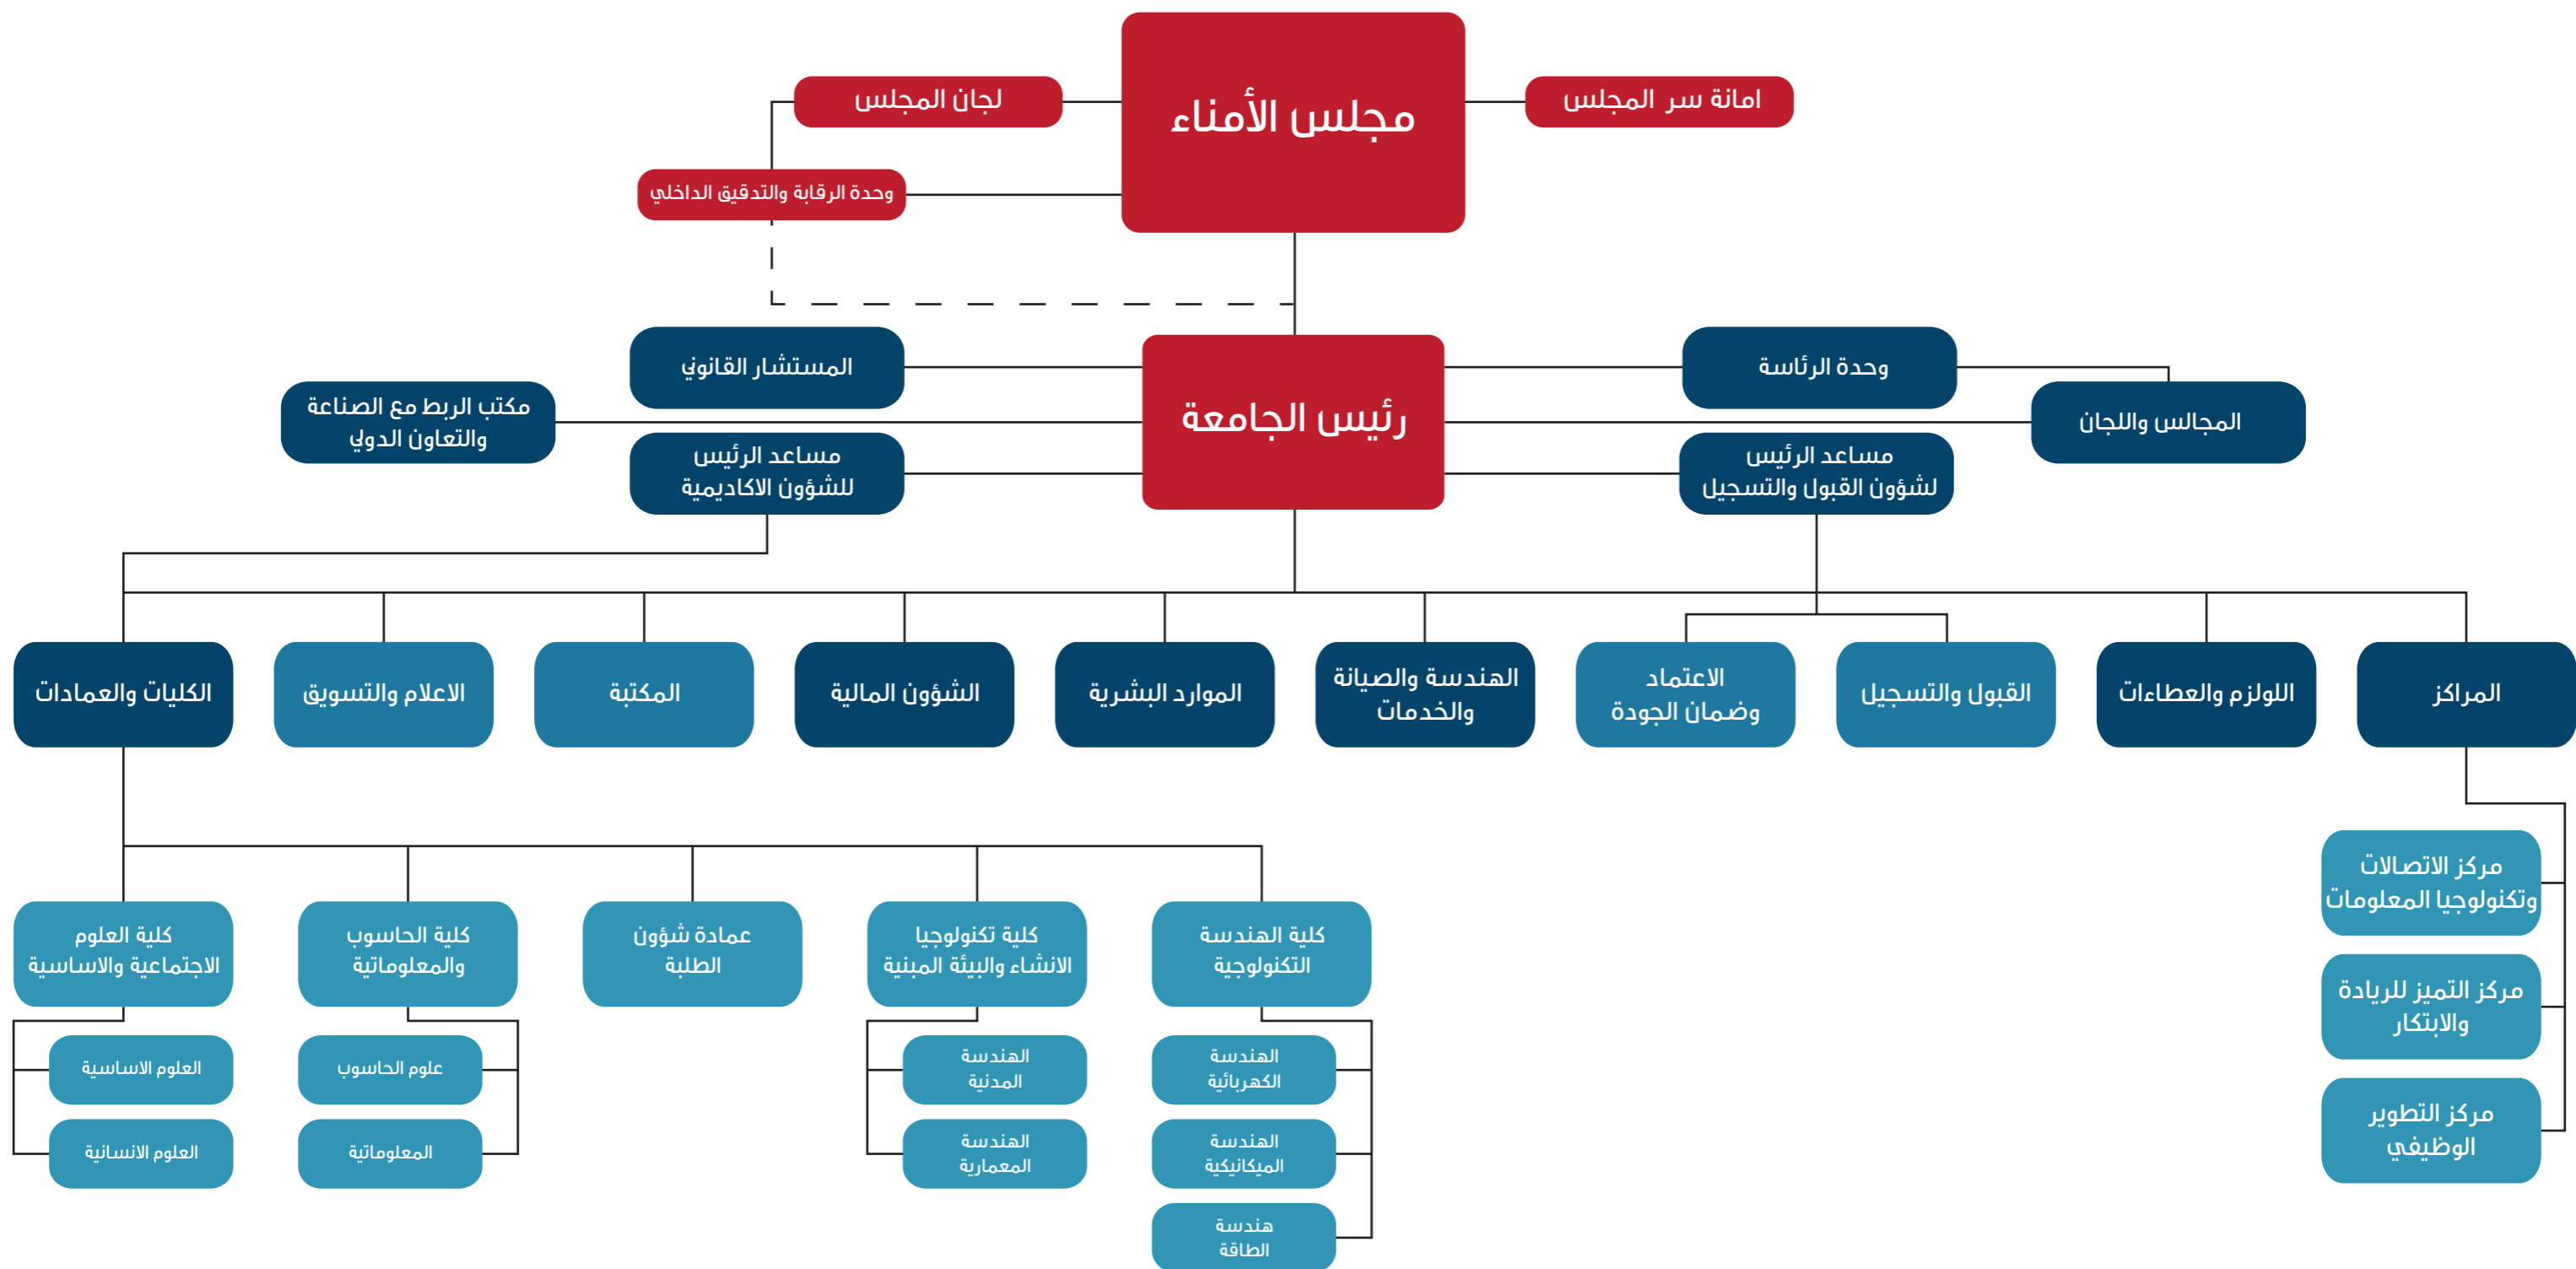 مجلس الأمناء
امانة سر المجلس
لجان المجلس
وحدة الرقابة والتدقيق الداخلي
رئيس الجامعة
وحدة الرئاسة
المستشار القانوني
المجالس واللجان
مكتب الربط مع الصناعة
والتعاون الدولي
مساعد الرئيس
لشؤون القبول والتسجيل
مساعد الرئيس
للشؤون الاكاديمية
المراكز
اللولزم والعطاءات
القبول والتسجيل
الاعتماد
وضمان الجودة
الهندسة والصيانة
والخدمات
الموارد البشرية
الشؤون المالية
المكتبة
الاعلام والتسويق
الكليات والعمادات
مركز الاتصالات
وتكنولوجيا المعلومات
مركز التميز للريادة
والابتكار
مركز التطوير
الوظيفي
كلية الهندسة
التكنولوجية
الهندسة
الكهربائية
الهندسة
الميكانيكية
هندسة
الطاقة
كلية تكنولوجيا
الانشاء والبيئة المبنية
الهندسة
المدنية
الهندسة
المعمارية
عمادة شؤون
الطلبة
كلية الحاسوب
والمعلوماتية
علوم الحاسوب
المعلوماتية
كلية العلوم
الاجتماعية والاساسية
العلوم الاساسية
العلوم الانسانية